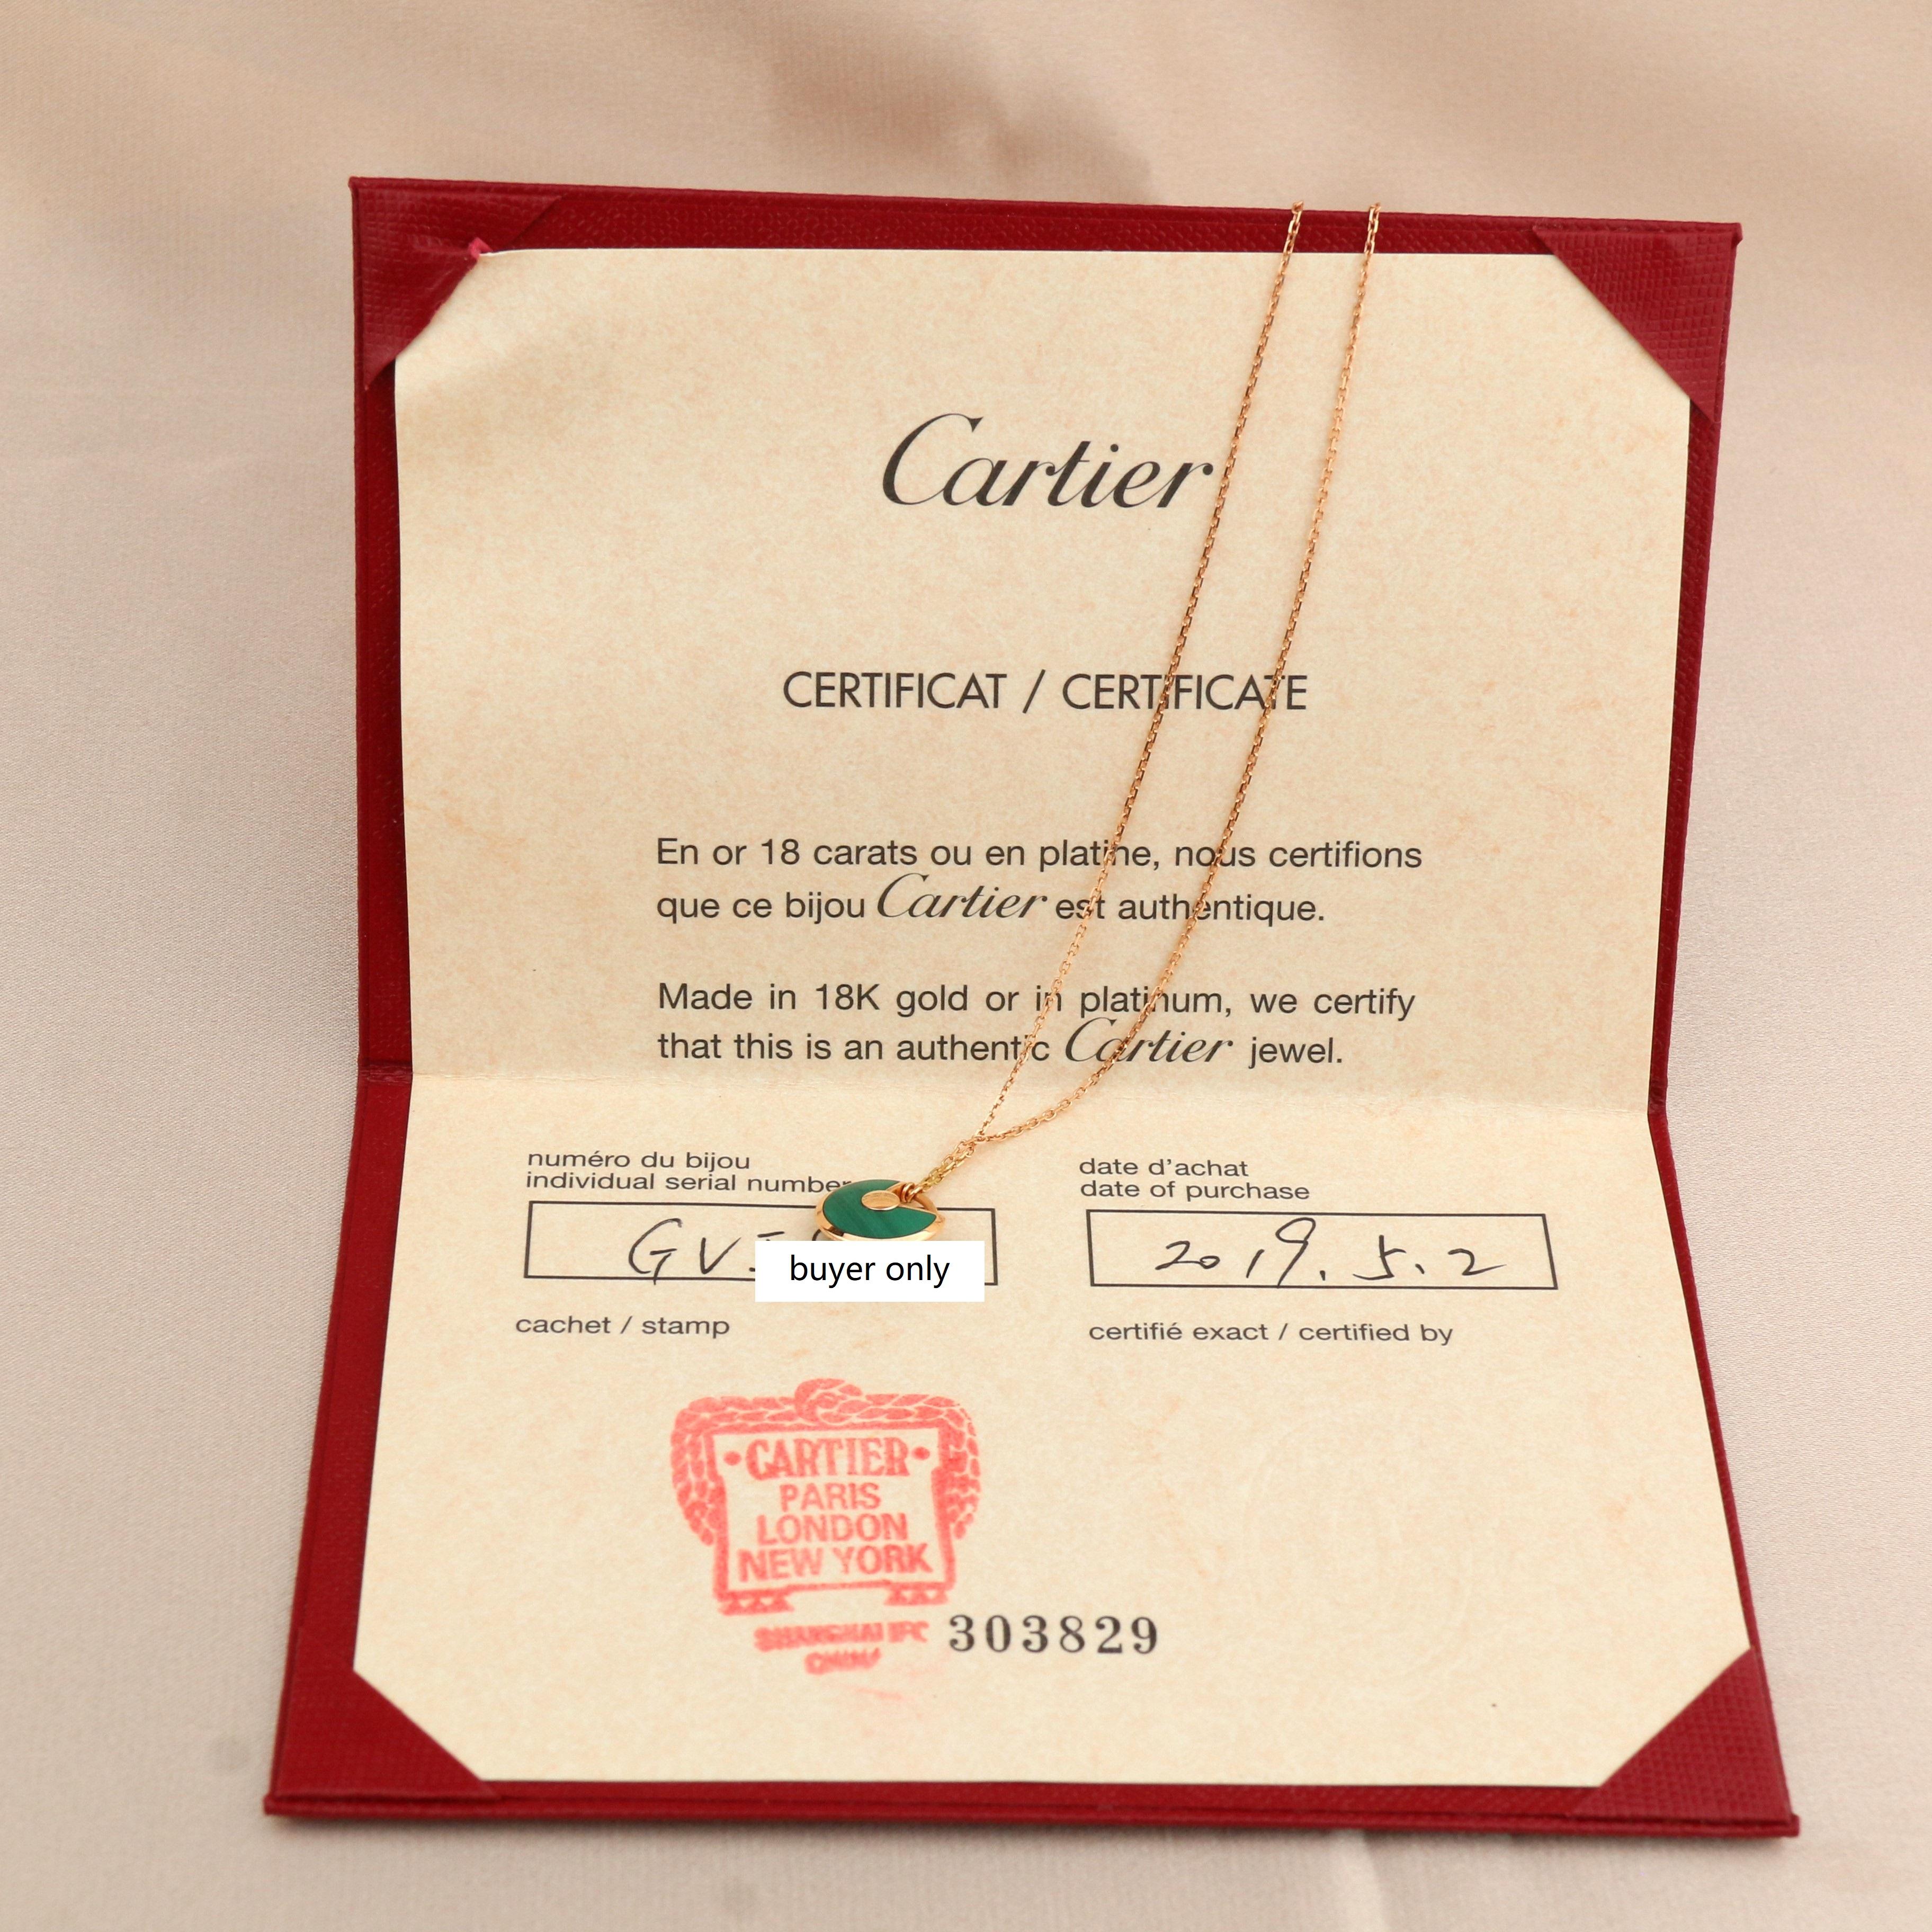 Cartier
CERTIFICAT / CERTIFICATE
En or 18 carats ou en platine, nous certifions
que ce bijou Cartier est authentique.
Made in 18K gold or in platinum, we certify
that this is an authentic Cartier jewel.
numéro du bijou
individual serial number
GV
buyer only
date d'achat
date of purchase
2019.5.2
cachet / stamp
certifié exact / certified by
•CARTIER•
PARIS
LONDON
NEW YORK
SHANGHAI IFC
CHINA
303829